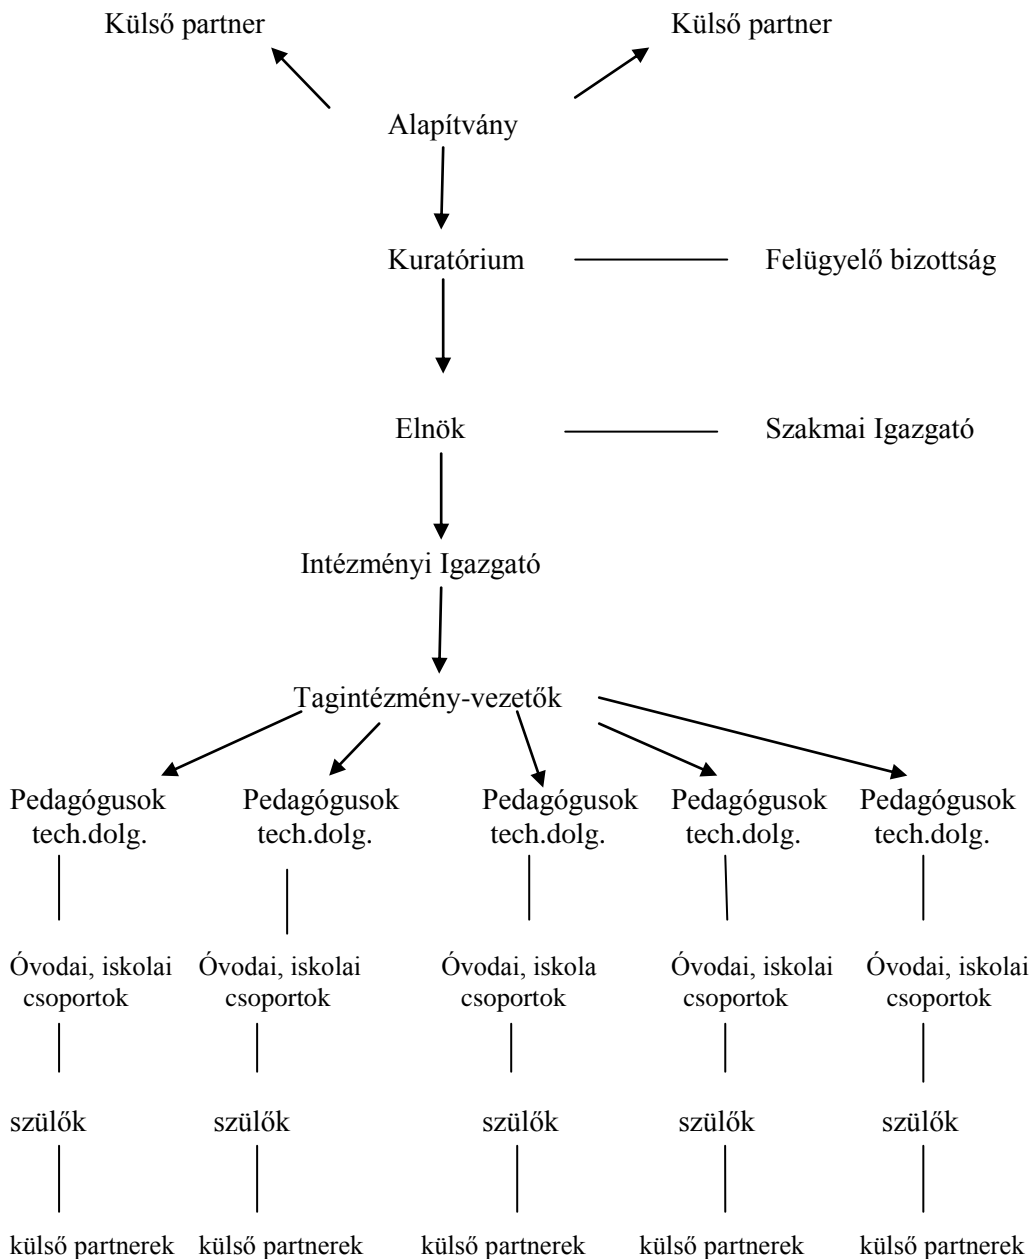 Külső partner Külső partner
Alapítvány
Kuratórium Felügyelő bizottság
Elnök Szakmai Igazgató
Intézményi Igazgató
Tagintézmény-vezetők
Pedagógusok Pedagógusok Pedagógusok Pedagógusok Pedagógusok
tech.dolg. tech.dolg. tech.dolg. tech.dolg. tech.dolg.
Óvodai, iskolai Óvodai, iskolai Óvodai, iskola Óvodai, iskolai Óvodai, iskolai
csoportok csoportok csoportok csoportok csoportok
szülők szülők szülők szülők szülők
külső partnerek külső partnerek külső partnerek külső partnerek külső partnerek